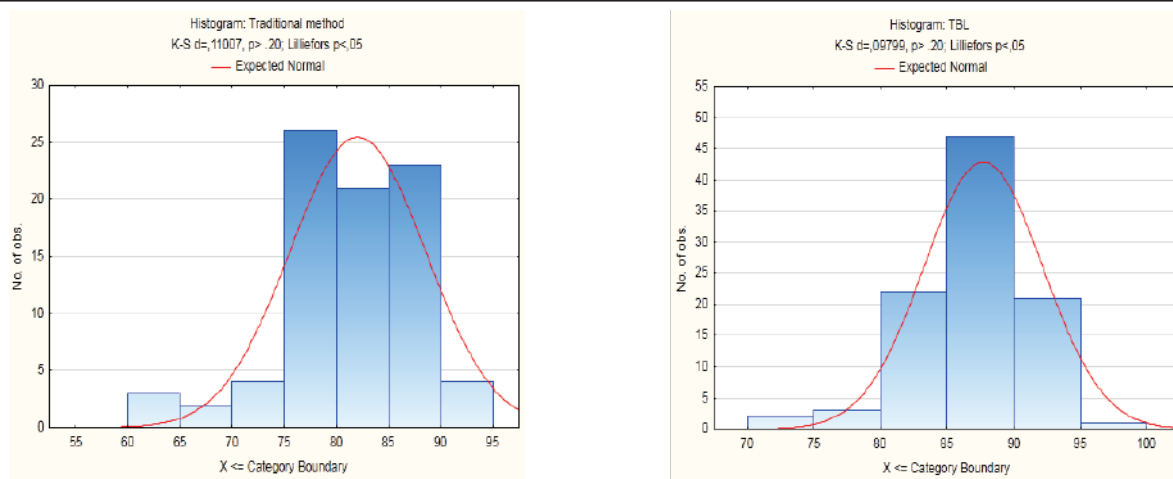 Histogram: Traditional method
K-S d=,11007, p> .20; Lilliefors p<,05
Expected Normal
30
25
20
15
10
5
0
No. of obs.
55 60 65 70 75 80 85 90 95
X <= Category Boundary
Histogram: TBL
K-S d=,09799, p> .20; Lilliefors p<,05
Expected Normal
55
50
45
40
35
30
25
20
15
10
5
0
No. of obs.
70 75 80 85 90 95 100
X <= Category Boundary